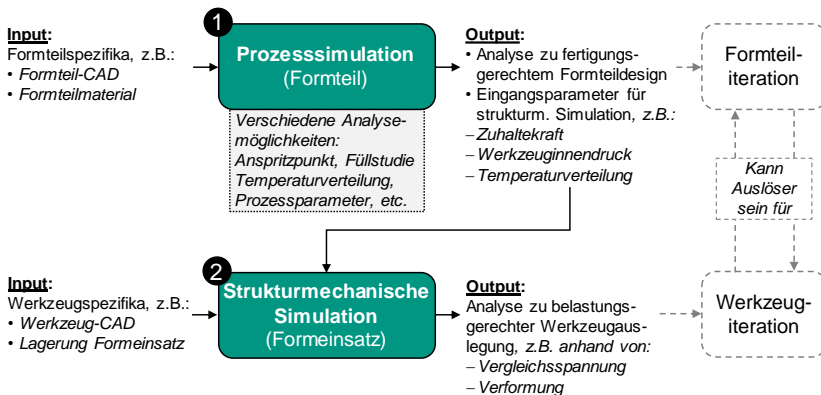 Input:
Formteilspezifika, z.B.:
• Formteil-CAD
• Formteilmaterial
1
Prozesssimulation
(Formteil)
Verschiedene Analyse-
möglichkeiten:
Anspritzpunkt, Füllstudie
Temperaturverteilung,
Prozessparameter, etc.
Output:
• Analyse zu fertigungs-
gerechtem Formteildesign
• Eingangsparameter für
strukturm. Simulation, z.B.:
– Zuhaltekraft
– Werkzeuginnendruck
– Temperaturverteilung
Formteil-
iteration
Kann
Auslöser
sein für
Input:
Werkzeugspezifika, z.B.:
• Werkzeug-CAD
• Lagerung Formeinsatz
2
Strukturmechanische
Simulation
(Formeinsatz)
Output:
Analyse zu belastungs-
gerechter Werkzeugaus-
legung, z.B. anhand von:
– Vergleichsspannung
– Verformung
Werkzeug-
iteration